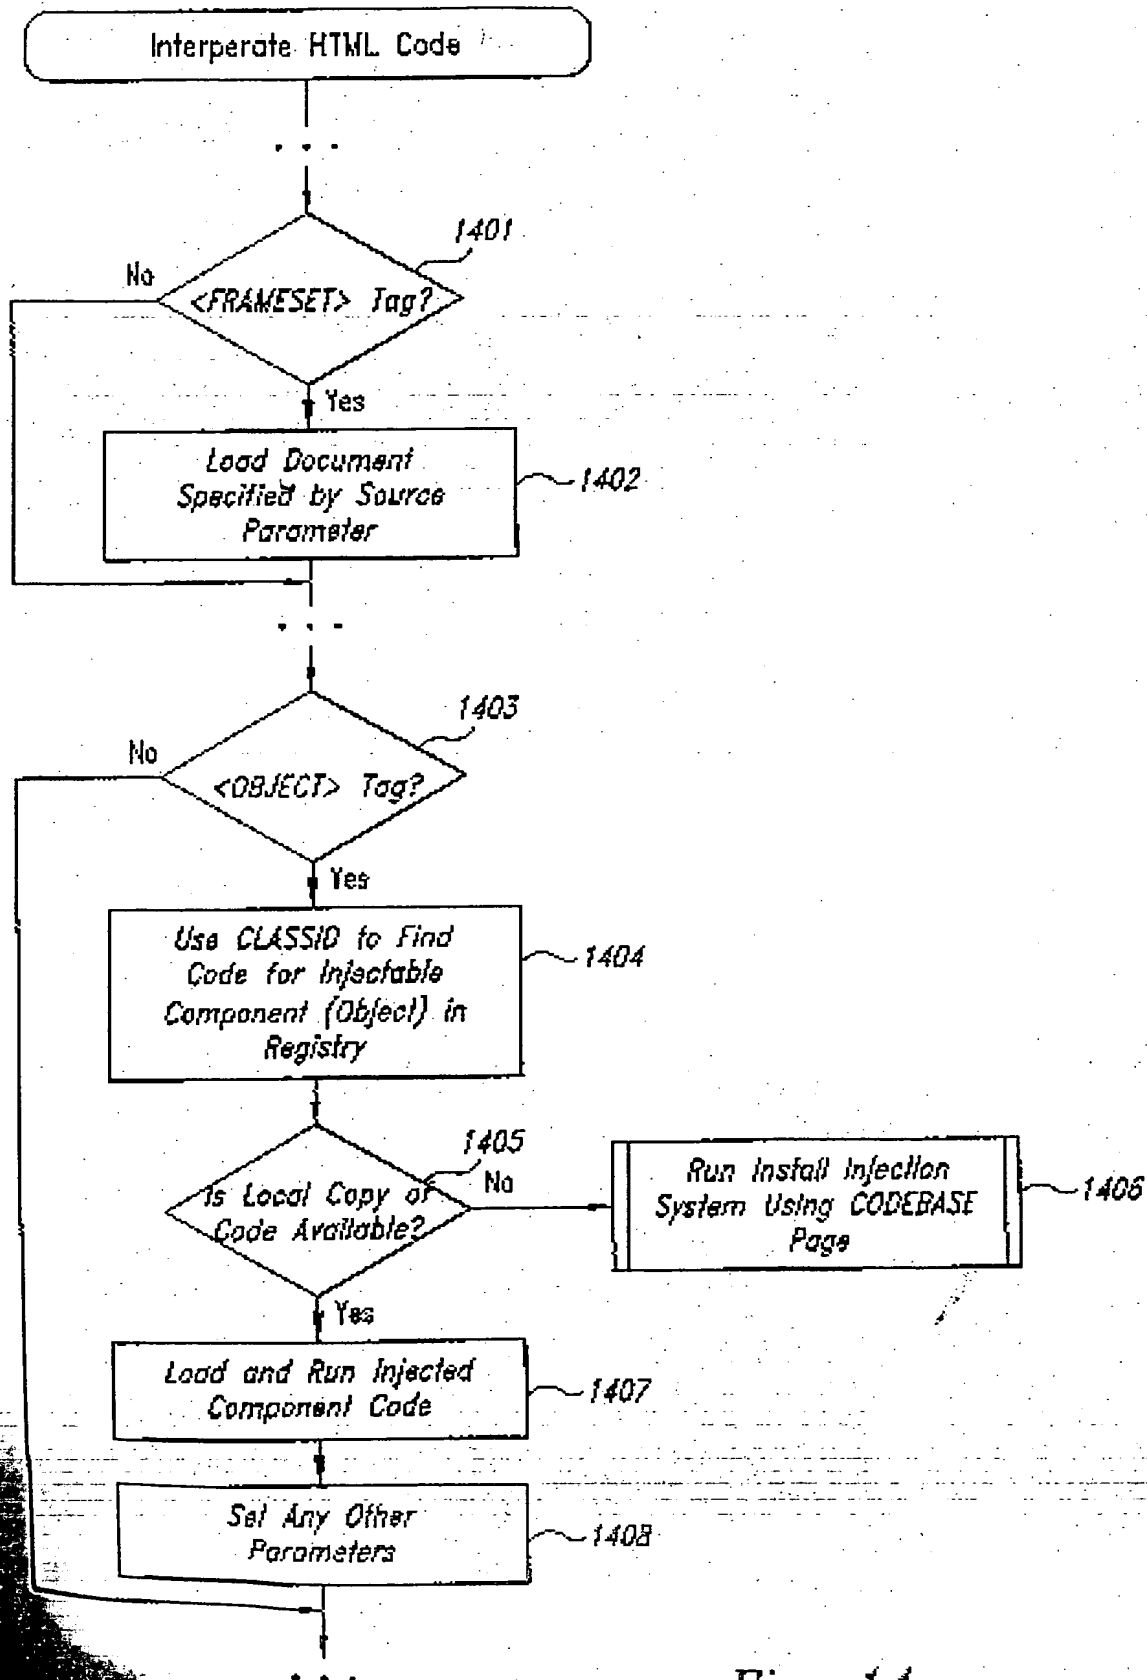 Interperate HTML Code
. . .
1401
No
<FRAMESET> Tag?
Yes
Load Document
Specified by Source
Parameter
1402
. . .
1403
No
<OBJECT> Tag?
Yes
Use CLASSID to Find
Code for Injectable
Component (Object) in
Registry
1404
1405
Is Local Copy of
Code Available?
No
Run Install Injection
System Using CODEBASE
Page
1406
Yes
Load and Run Injected
Component Code
1407
Set Any Other
Parameters
1408
Fig. 14